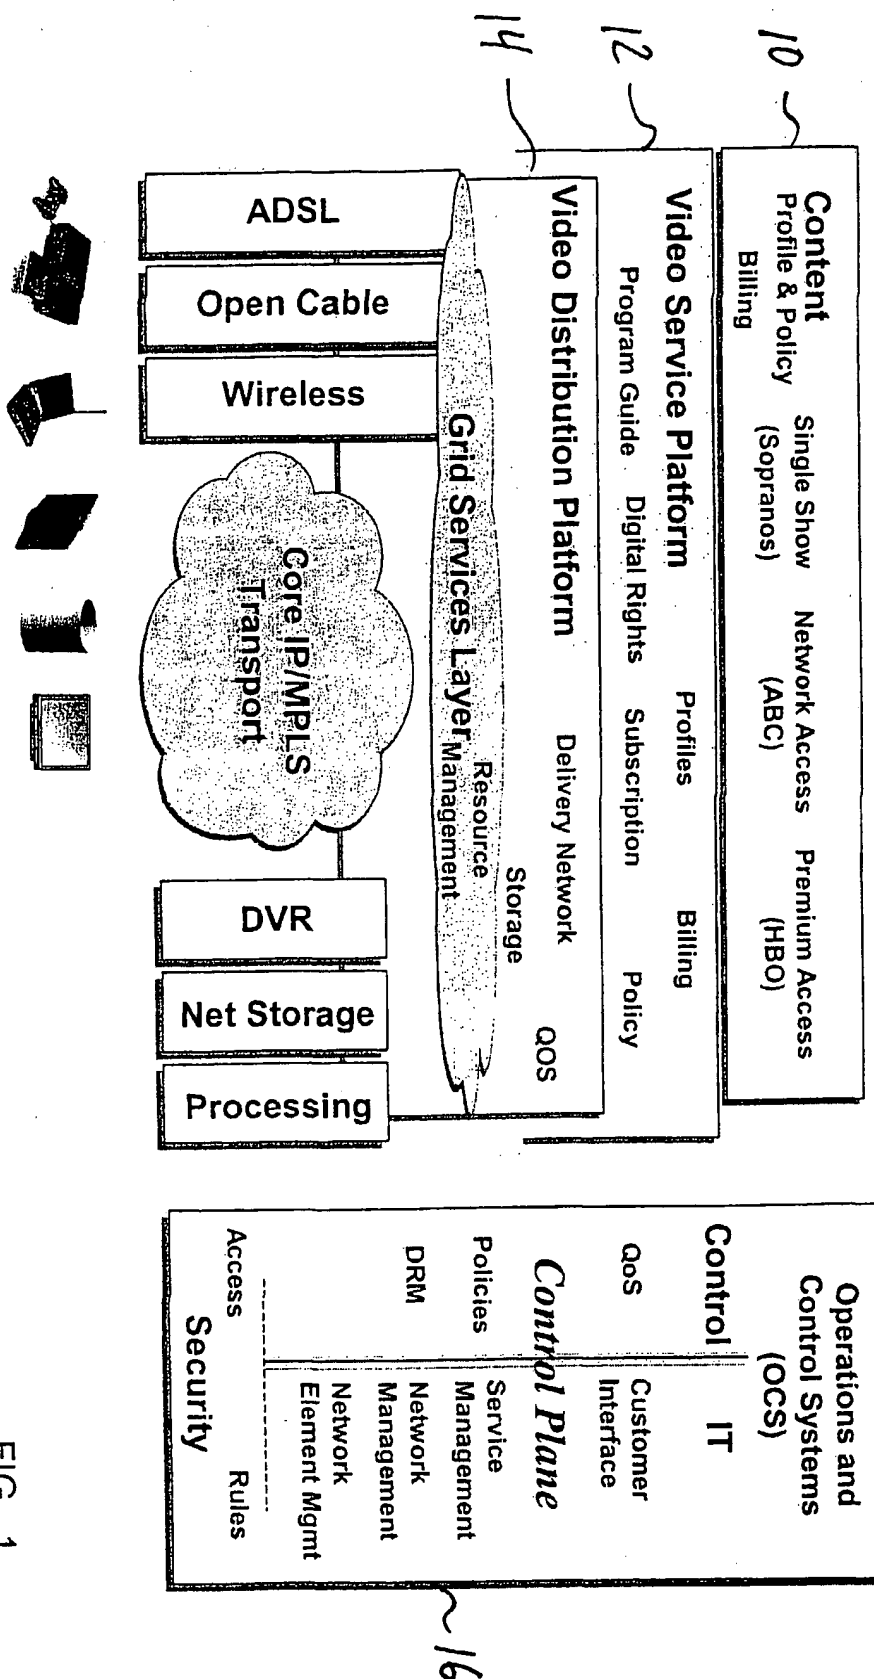 10
12
14
Content
Profile & Policy
Billing
Single Show
(Sopranos)
Network Access
(ABC)
Premium Access
(HBO)
Video Service Platform
Profiles
Billing
Program Guide
Digital Rights
Subscription
Policy
Video Distribution Platform
Delivery Network
QOS
Storage
Grid Services Layer
Resource
Management
ADSL
Open Cable
Wireless
Core IP/MPLS
Transport
DVR
Net Storage
Processing
Operations and
Control Systems
(OCS)
Control
IT
QoS
Customer
Interface
Control Plane
Policies
Service
Management
DRM
Network
Management
Network
Element Mgmt
Access
Rules
Security
16
FIG. 1